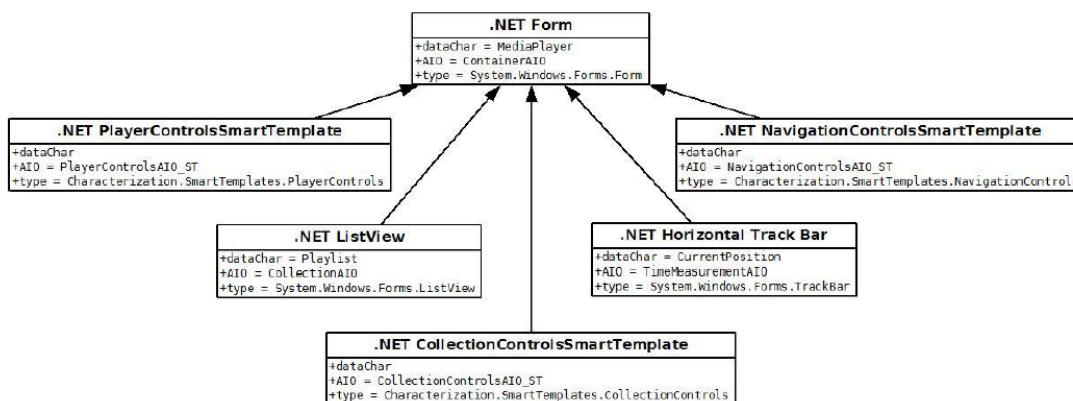 .NET Form
+dataChar = MediaPlayer
+AIO = ContainerAIO
+type = System.Windows.Forms.Form
.NET PlayerControlsSmartTemplate
+dataChar
+AIO = PlayerControlsAIO_ST
+type = Characterization.SmartTemplates.PlayerControls
.NET NavigationControlsSmartTemplate
+dataChar
+AIO = NavigationControlsAIO_ST
+type = Characterization.SmartTemplates.NavigationControls
.NET ListView
+dataChar = Playlist
+AIO = CollectionAIO
+type = System.Windows.Forms.ListView
.NET Horizontal Track Bar
+dataChar = CurrentPosition
+AIO = TimeMeasurementAIO
+type = System.Windows.Forms.TrackBar
.NET CollectionControlsSmartTemplate
+dataChar
+AIO = CollectionControlsAIO_ST
+type = Characterization.SmartTemplates.CollectionControls